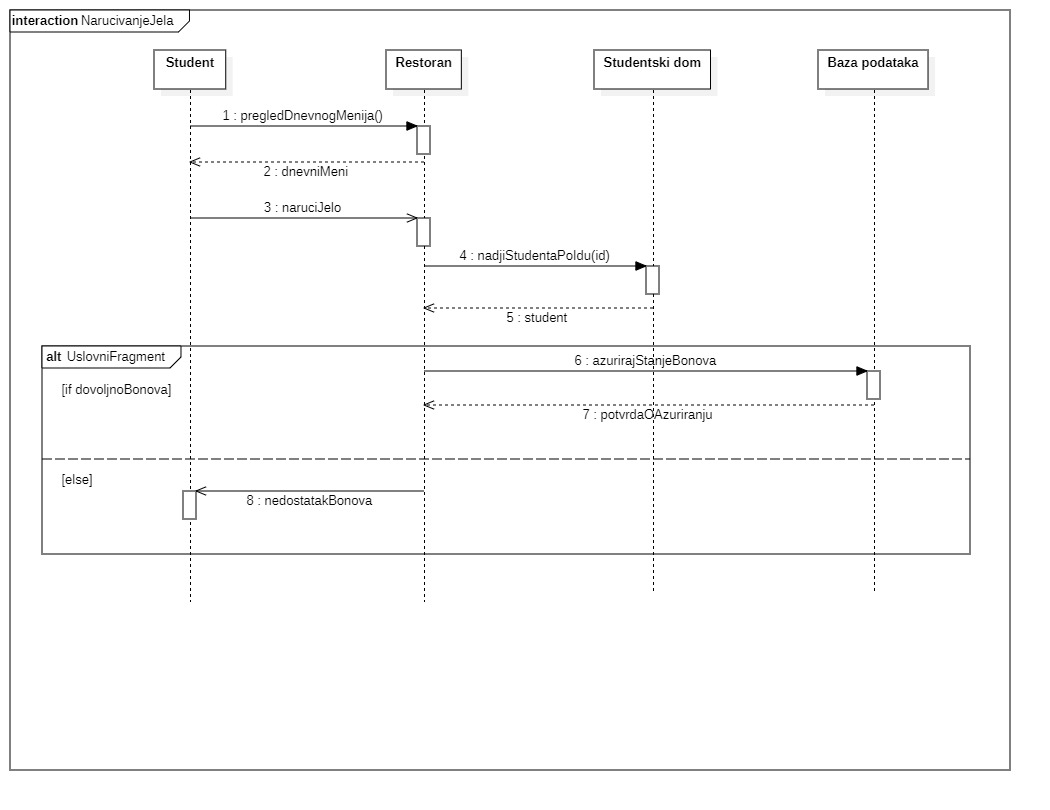 interaction NarucivanjeJela
Student
Restoran
Studentski dom
Baza podataka
1 : pregledDnevnogMenija()
2 : dnevniMeni
3 : naruciJelo
4 : nadjiStudentaPoIdu(id)
5 : student
alt UslovniFragment
6 : azurirajStanjeBonova
[if dovoljnoBonova]
7 : potvrdaOAzuriranju
[else]
8 : nedostatakBonova